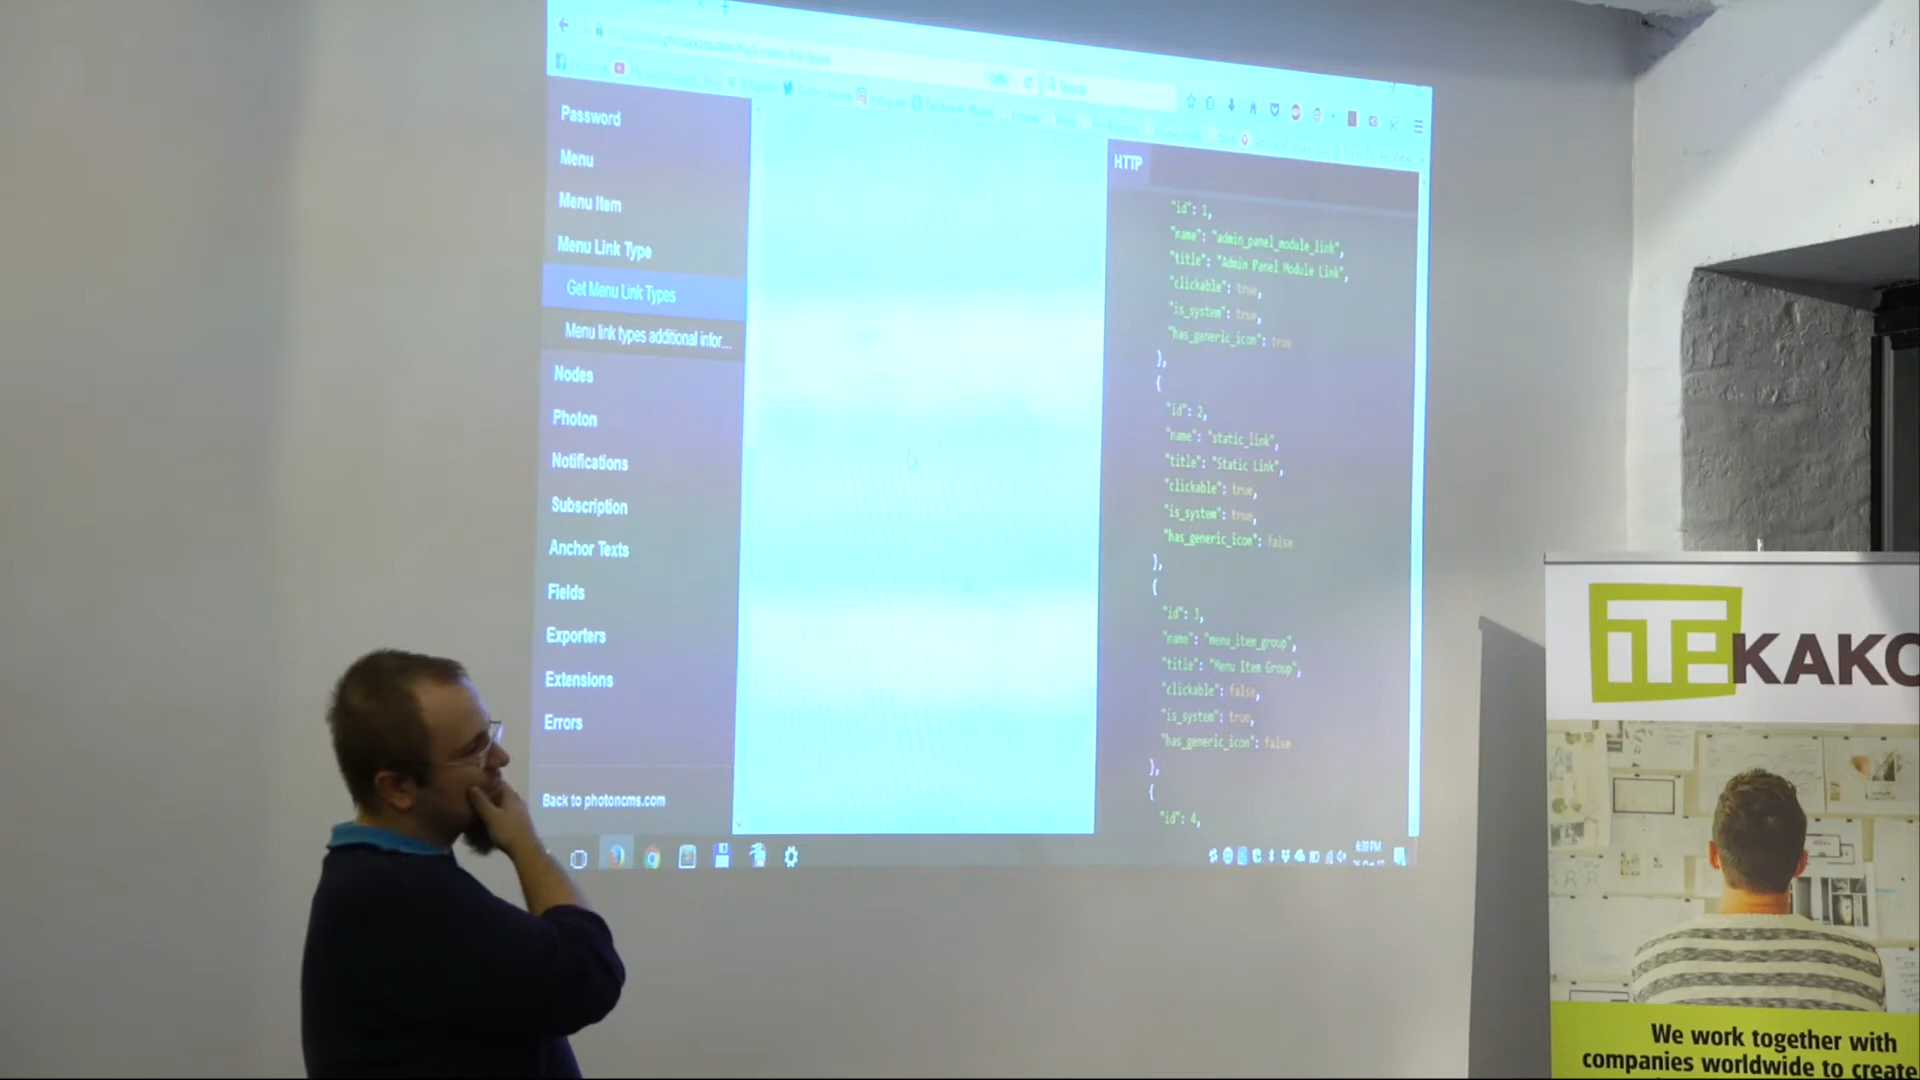 Password
Menu
Menu Item
Menu Link Type
Get Menu Link Types
Menu link types additional infor...
Nodes
Photon
Notifications
Subscription
Anchor Texts
Fields
Exporters
Extensions
Errors
Back to photoncms.com
HTTP
"id": 1,
"name": "admin_panel_module_link",
"title": "Admin Panel Module Link",
"clickable": true,
"is_system": true,
"has_generic_icon": true
},
{
"id": 2,
"name": "static_link",
"title": "Static Link",
"clickable": true,
"is_system": true,
"has_generic_icon": false
},
{
"id": 3,
"name": "menu_item_group",
"title": "Menu Item Group",
"clickable": false,
"is_system": true,
"has_generic_icon": false
},
{
"id": 4,
6:39 PM
iTEKAKO
We work together with
companies worldwide to create